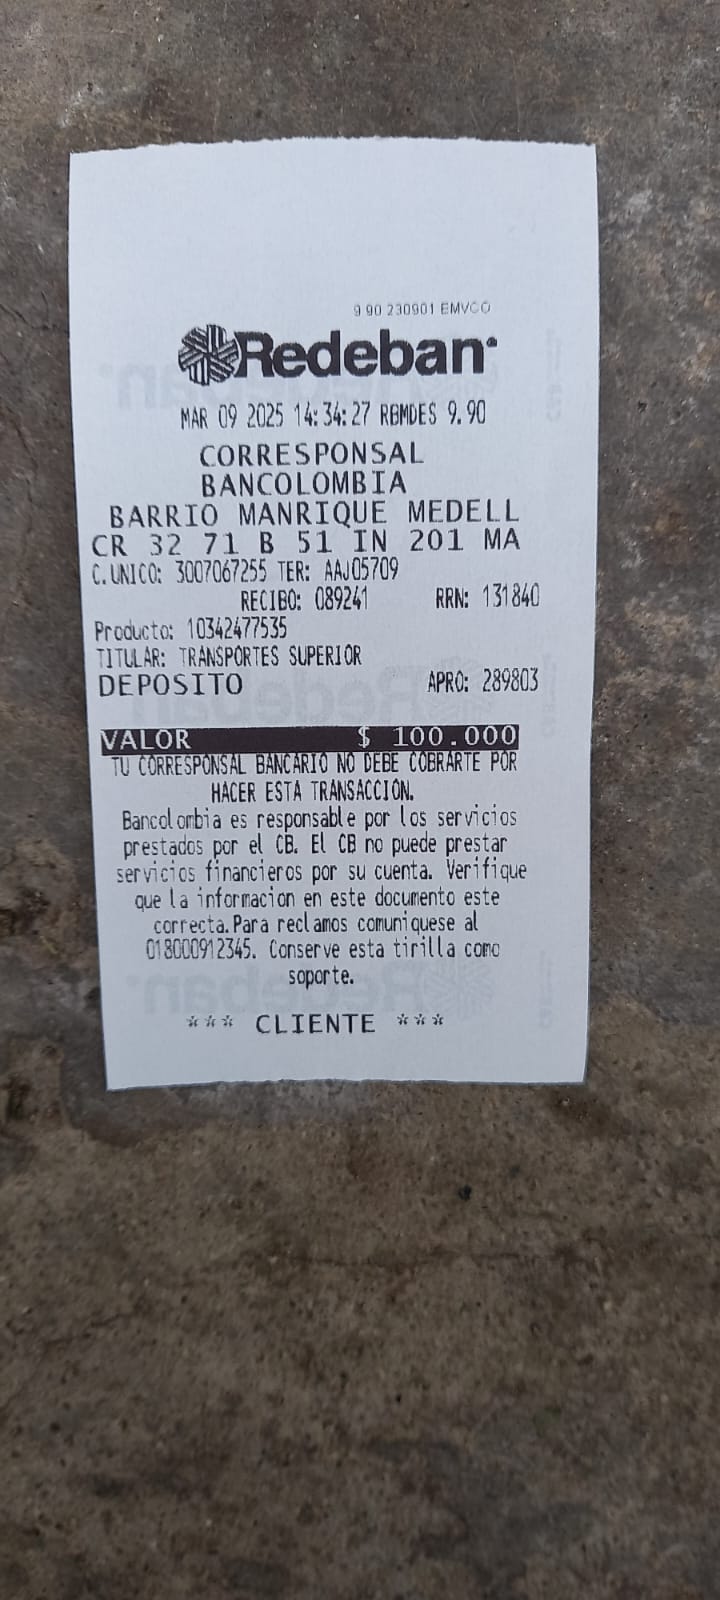 9 90 230901 EMVCO
Redeban
MAR 09 2025 14:34:27 RBMDES 9.90
CORRESPONSAL
BANCOLOMBIA
BARRIO MANRIQUE MEDELL
CR 32 71 B 51 IN 201 MA
C.UNICO: 3007067255 TER: AAJ05709
RECIBO: 089241 RRN: 131840
Producto: 10342477535
TITULAR: TRANSPORTES SUPERIOR
DEPOSITO APRO: 289803
VALOR $ 100.000
TU CORRESPONSAL BANCARIO NO DEBE COBRARTE POR
HACER ESTA TRANSACCION.
Bancolombia es responsable por los servicios
prestados por el CB. El CB no puede prestar
servicios financieros por su cuenta. Verifique
que la informacion en este documento este
correcta.Para reclamos comuniquese al
018000912345. Conserve esta tirilla como
soporte.
*** CLIENTE ***